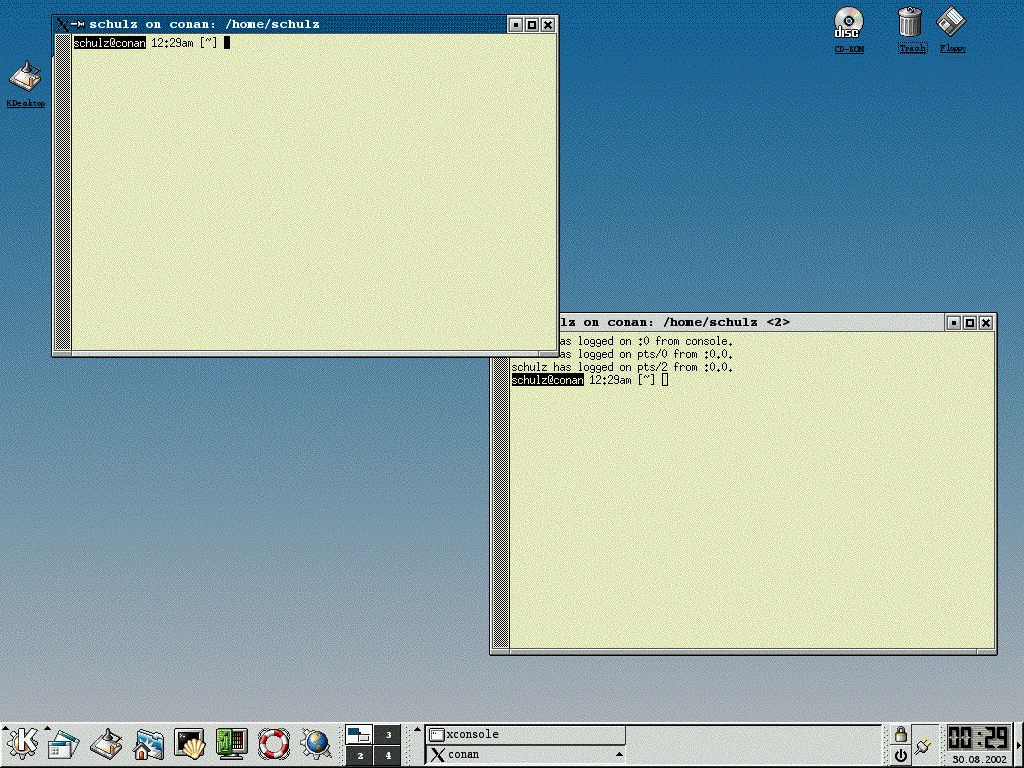 schulz on conan: /home/schulz
schulz@conan 12:29am [~]
disc
CD-ROM
Trash
Floppy
KDesktop
lz on conan: /home/schulz <2>
as logged on :0 from console.
as logged on pts/0 from :0.0.
schulz has logged on pts/2 from :0.0.
schulz@conan 12:29am [~]
3
2 4
xconsole
conan
00:29
30.08.2002